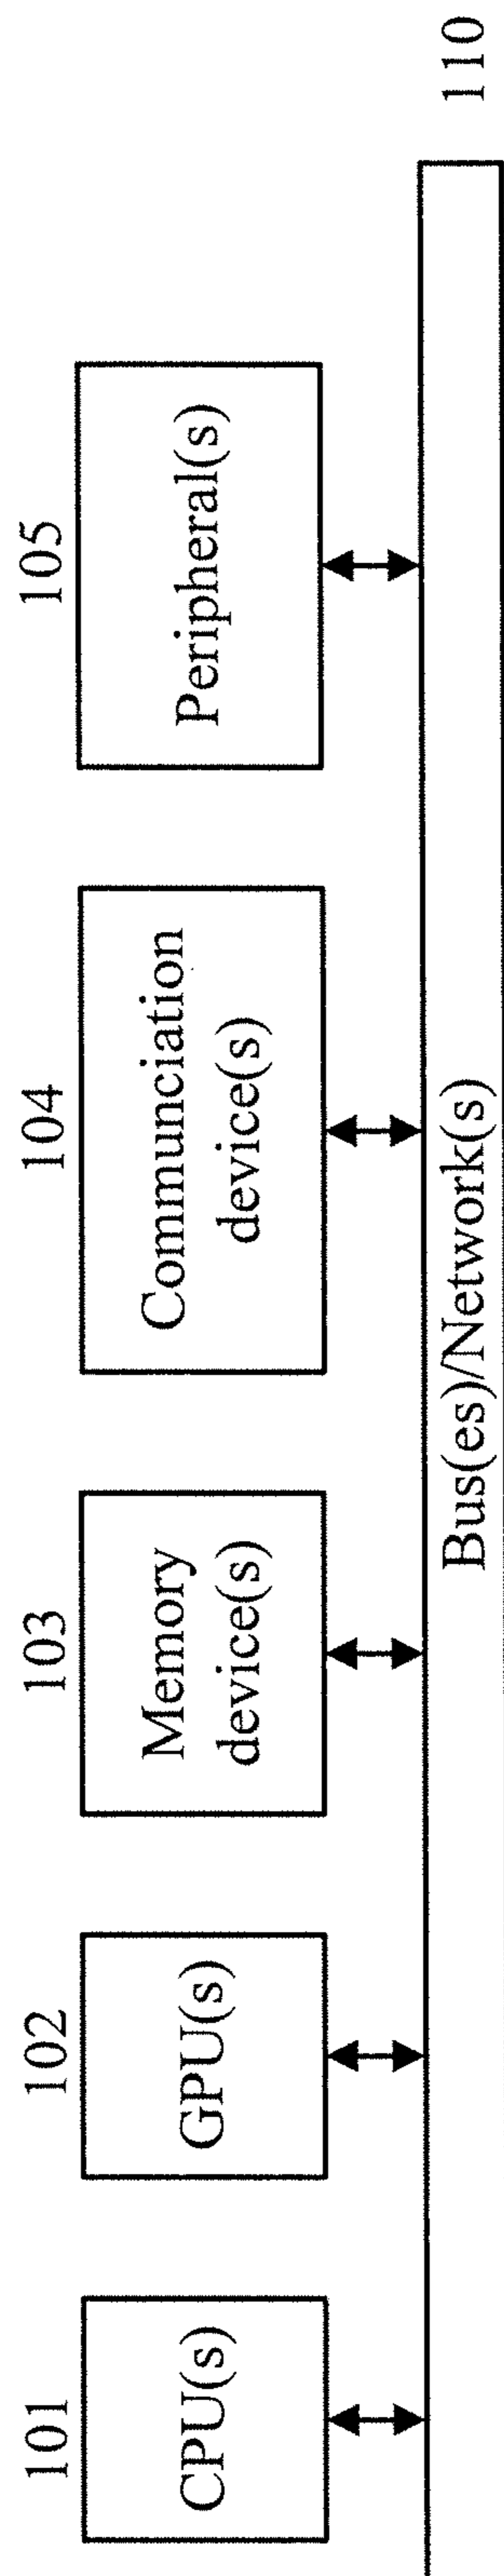 101
CPU(s)
102
GPU(s)
103
Memory
device(s)
104
Communciation
device(s)
105
Peripheral(s)
Bus(es)/Network(s)
110